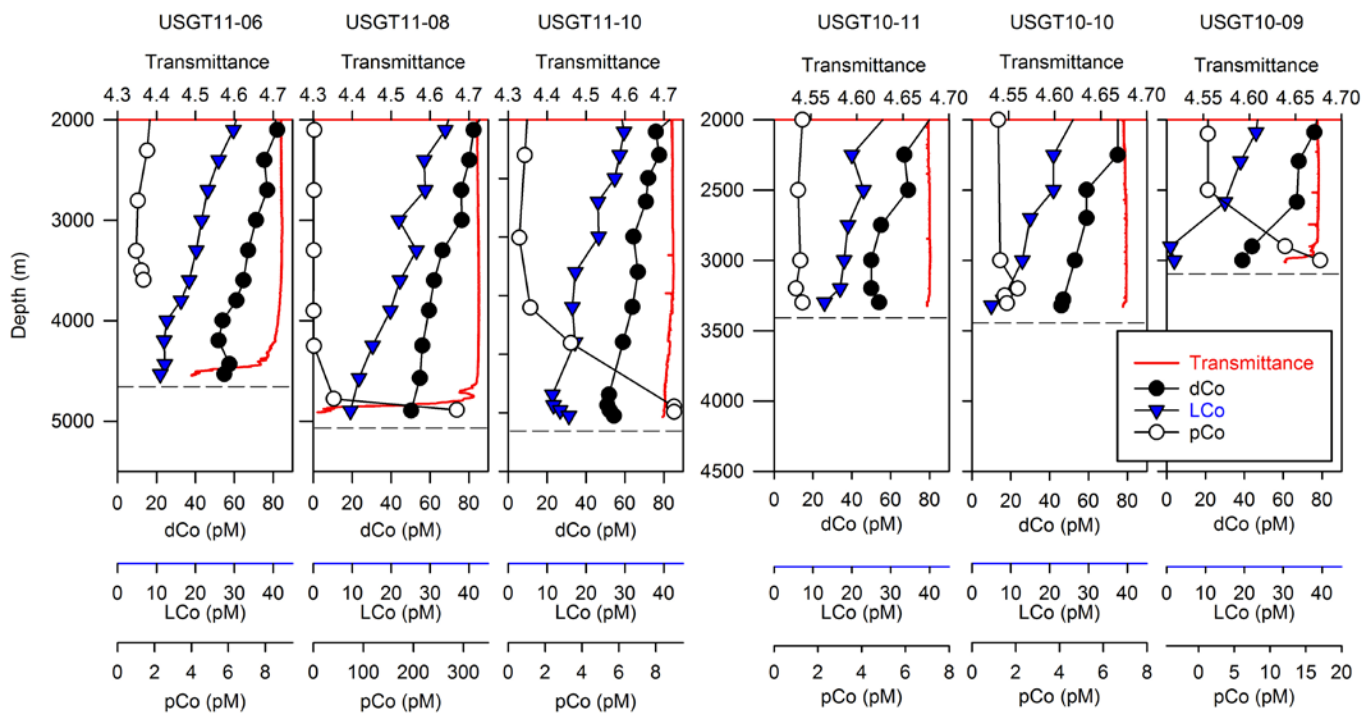 USGT11-06 USGT11-08 USGT11-10 USGT10-11 USGT10-10 USGT10-09
Transmittance Transmittance Transmittance Transmittance Transmittance Transmittance
4.3 4.4 4.5 4.6 4.7 4.3 4.4 4.5 4.6 4.7 4.3 4.4 4.5 4.6 4.7 4.55 4.60 4.65 4.70 4.55 4.60 4.65 4.70 4.55 4.60 4.65 4.70
2000 2000
2500
3000
3000
Depth (m)
3500
4000
4000
5000
4500
Transmittance
dCo
LCo
pCo
0 20 40 60 80 0 20 40 60 80 0 20 40 60 80 0 20 40 60 80 0 20 40 60 80 0 20 40 60 80
dCo (pM) dCo (pM) dCo (pM) dCo (pM) dCo (pM) dCo (pM)
0 10 20 30 40 0 10 20 30 40 0 10 20 30 40 0 10 20 30 40 0 10 20 30 40 0 10 20 30 40
LCo (pM) LCo (pM) LCo (pM) LCo (pM) LCo (pM) LCo (pM)
0 2 4 6 8 0 100 200 300 0 2 4 6 8 0 2 4 6 8 0 2 4 6 8 0 5 10 15 20
pCo (pM) pCo (pM) pCo (pM) pCo (pM) pCo (pM) pCo (pM)